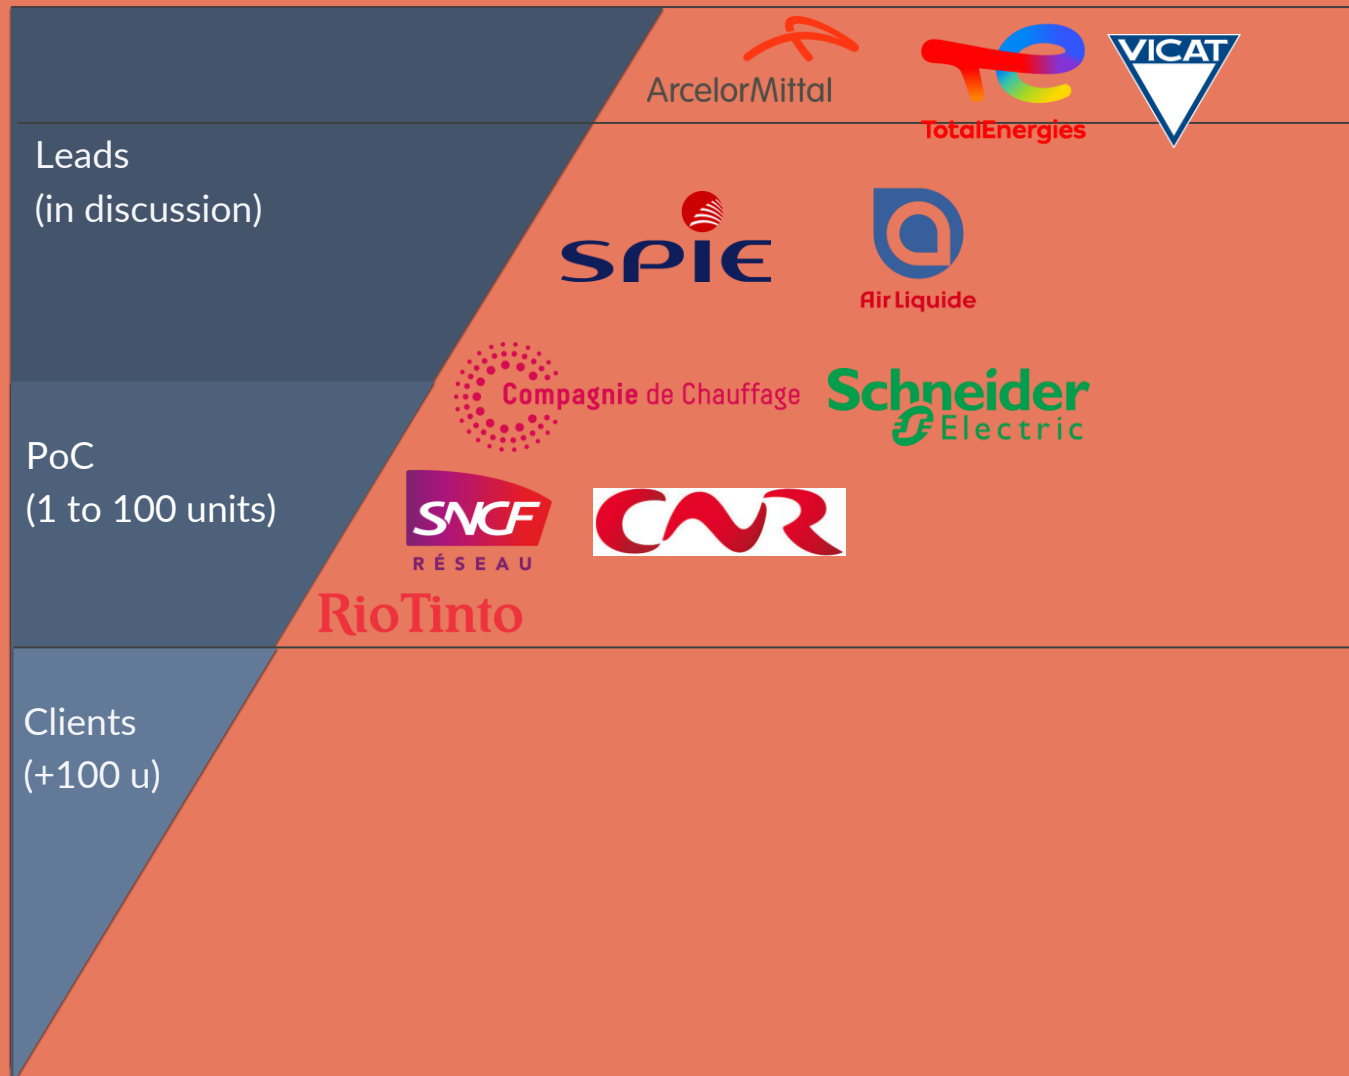 ArcelorMittal
TotalEnergies
VICAT
Leads
(in discussion)
SPIE
Air Liquide
Compagnie de Chauffage
Schneider
Electric
PoC
(1 to 100 units)
SNCF
RÉSEAU
CNR
RioTinto
Clients
(+100 u)